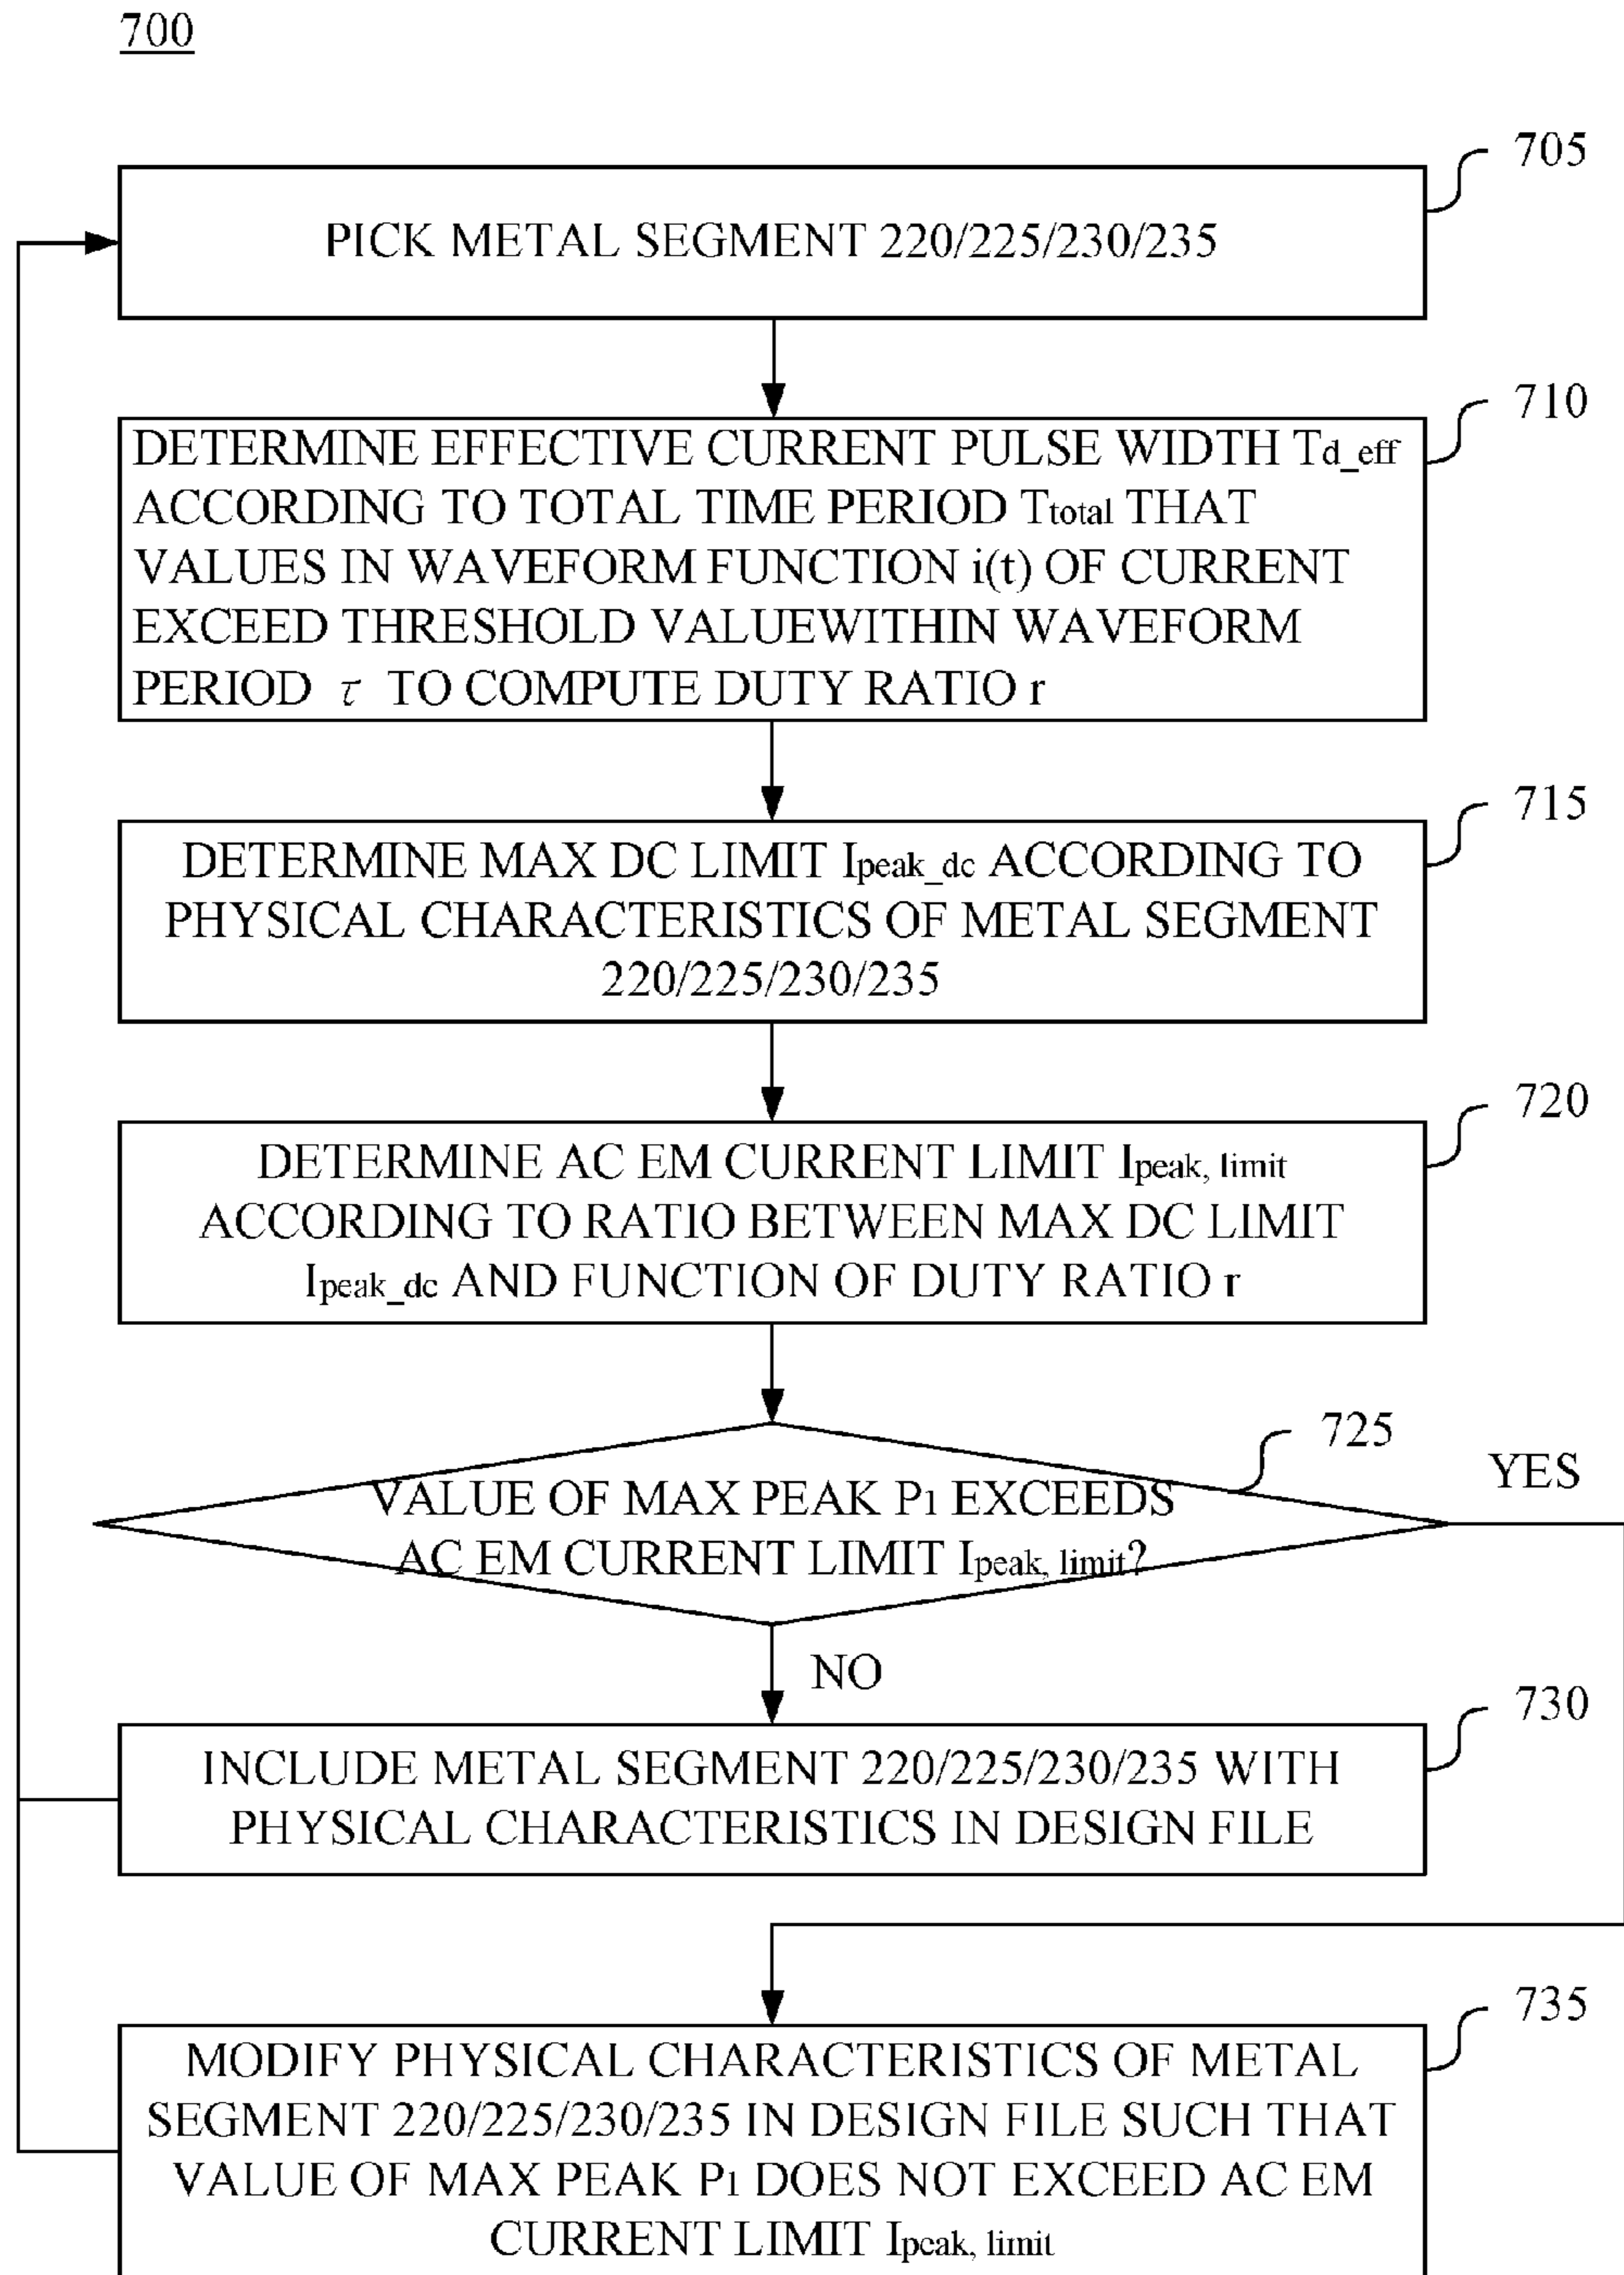 700
705
PICK METAL SEGMENT 220/225/230/235
710
DETERMINE EFFECTIVE CURRENT PULSE WIDTH Td_eff
ACCORDING TO TOTAL TIME PERIOD Ttotal THAT
VALUES IN WAVEFORM FUNCTION i(t) OF CURRENT
EXCEED THRESHOLD VALUEWITHIN WAVEFORM
PERIOD τ TO COMPUTE DUTY RATIO r
715
DETERMINE MAX DC LIMIT Ipeak_dc ACCORDING TO
PHYSICAL CHARACTERISTICS OF METAL SEGMENT
220/225/230/235
720
DETERMINE AC EM CURRENT LIMIT Ipeak, limit
ACCORDING TO RATIO BETWEEN MAX DC LIMIT
Ipeak_dc AND FUNCTION OF DUTY RATIO r
725
YES
VALUE OF MAX PEAK P1 EXCEEDS
AC EM CURRENT LIMIT Ipeak, limit?
NO
730
INCLUDE METAL SEGMENT 220/225/230/235 WITH
PHYSICAL CHARACTERISTICS IN DESIGN FILE
735
MODIFY PHYSICAL CHARACTERISTICS OF METAL
SEGMENT 220/225/230/235 IN DESIGN FILE SUCH THAT
VALUE OF MAX PEAK P1 DOES NOT EXCEED AC EM
CURRENT LIMIT Ipeak, limit